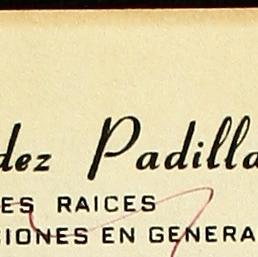 dez Padilla
ES RAICES
IONES EN GENERA